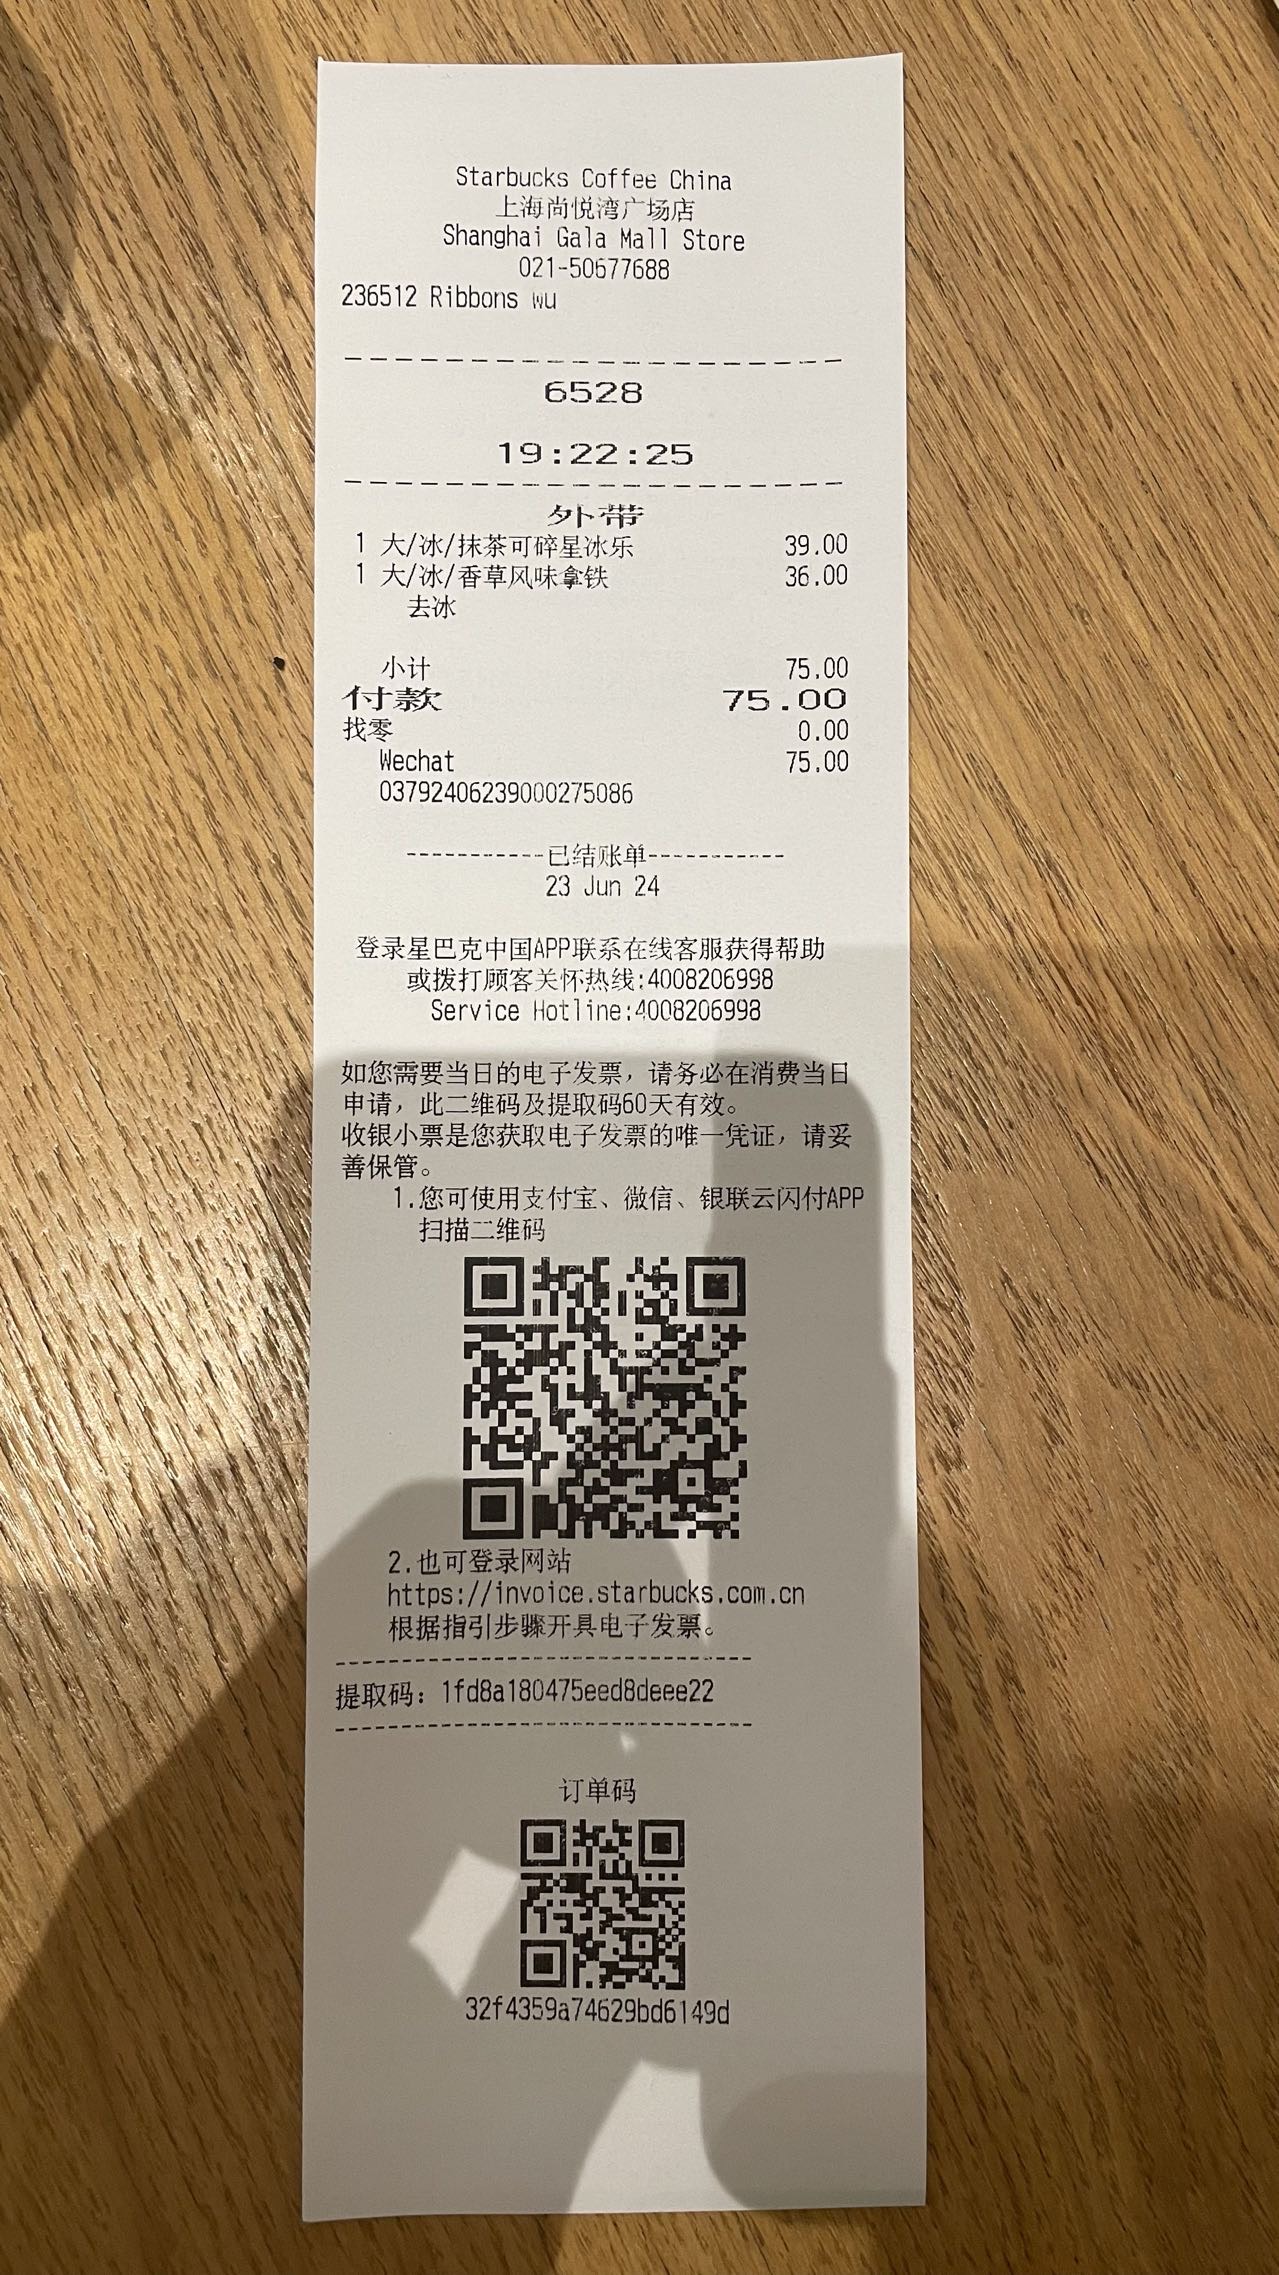 Starbucks Coffee China
上海尚悦湾广场店
Shanghai Gala Mall Store
021-50677688
236512 Ribbons wu
6528
19:22:25
外带
1 大/冰/抹茶可碎星冰乐 39.00
1 大/冰/香草风味拿铁 36.00
去冰
小计 75.00
付款 75.00
找零 0.00
Wechat 75.00
03792406239000275086
-----------已结账单-----------
23 Jun 24
登录星巴克中国APP联系在线客服获得帮助
或拨打顾客关怀热线:4008206998
Service Hotline:4008206998
如您需要当日的电子发票，请务必在消费当日
申请，此二维码及提取码60天有效。
收银小票是您获取电子发票的唯一凭证，请妥
善保管。
1.您可使用支付宝、微信、银联云闪付APP
扫描二维码
2.也可登录网站
https://invoice.starbucks.com.cn
根据指引步骤开具电子发票。
提取码：1fd8a180475eed8deee22
订单码
32f4359a74629bd6149d